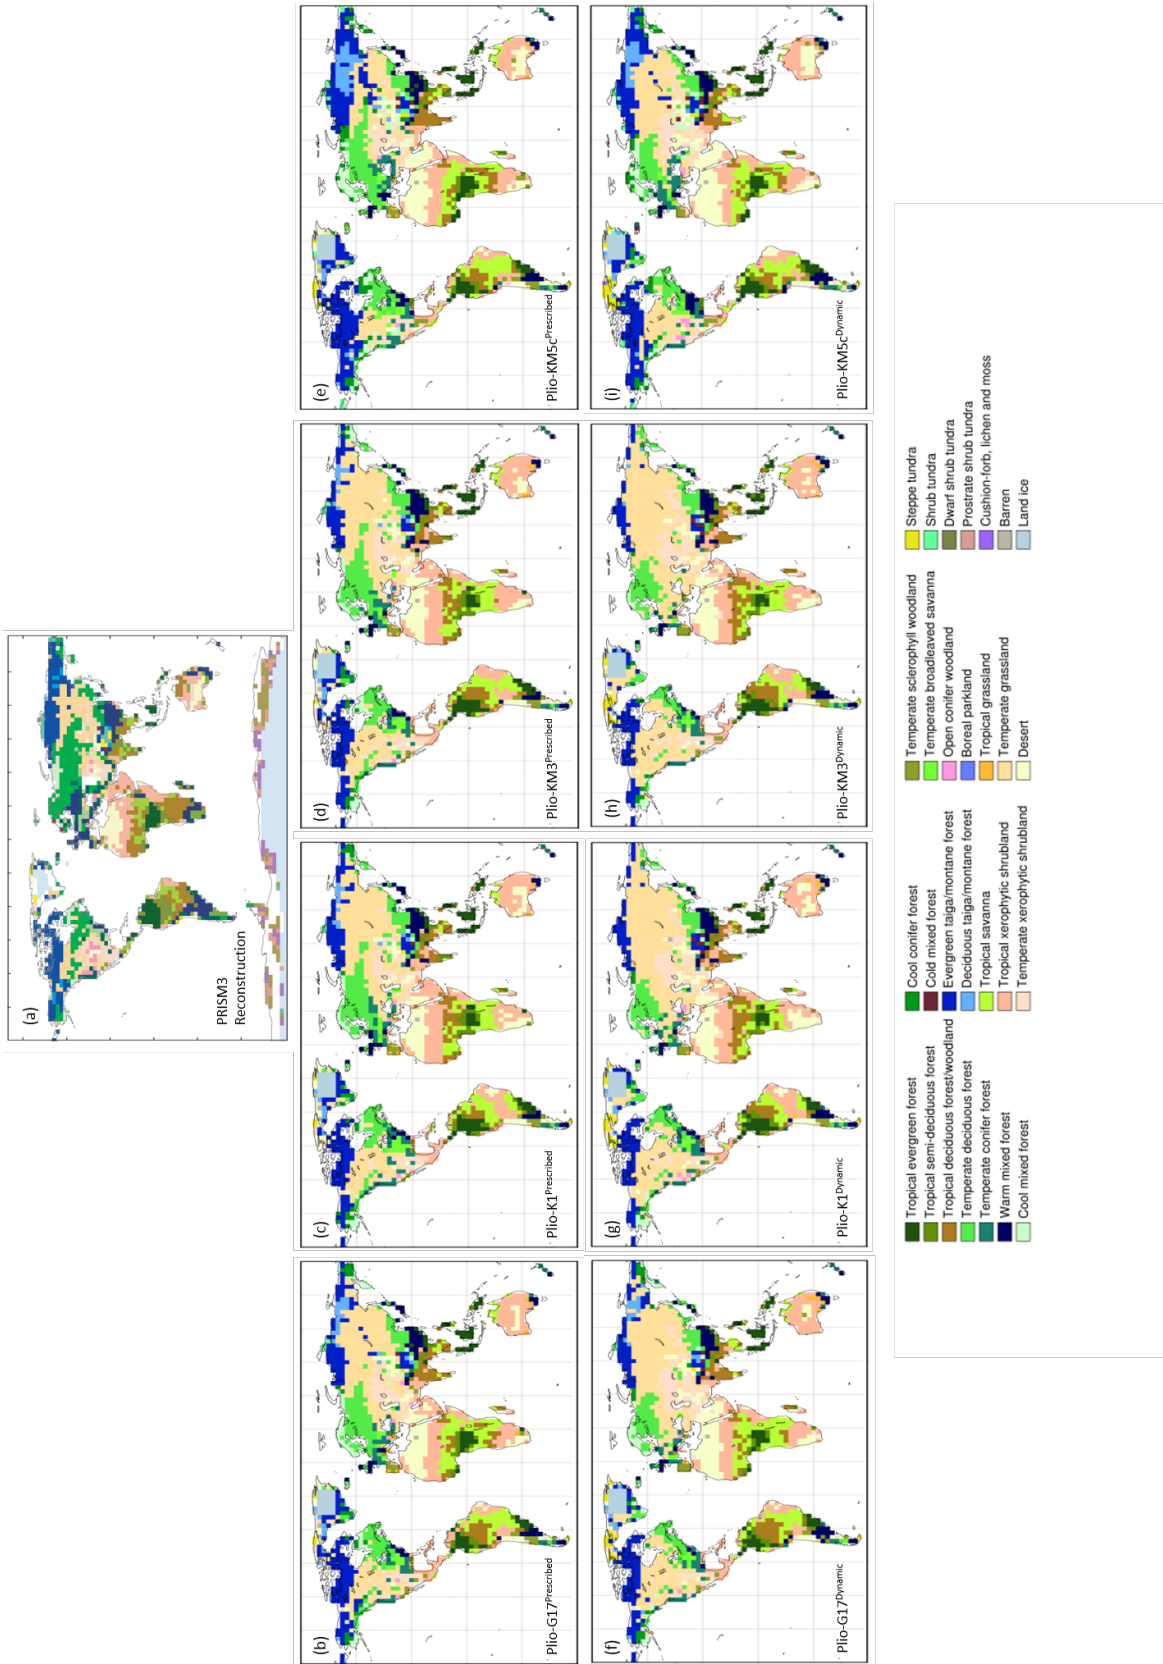 (a)
PRISM3
Reconstruction
(b)
Plio-G17Prescribed
(c)
Plio-K1Prescribed
(d)
Plio-KM3Prescribed
(e)
Plio-KM5cPrescribed
(f)
Plio-G17Dynamic
(g)
Plio-K1Dynamic
(h)
Plio-KM3Dynamic
(i)
Plio-KM5cDynamic
Tropical evergreen forest
Tropical semi-deciduous forest
Tropical deciduous forest/woodland
Temperate deciduous forest
Temperate conifer forest
Warm mixed forest
Cool mixed forest
Cool conifer forest
Cold mixed forest
Evergreen taiga/montane forest
Deciduous taiga/montane forest
Tropical savanna
Tropical xerophytic shrubland
Temperate xerophytic shrubland
Temperate sclerophyll woodland
Temperate broadleaved savanna
Open conifer woodland
Boreal parkland
Tropical grassland
Temperate grassland
Desert
Steppe tundra
Shrub tundra
Dwarf shrub tundra
Prostrate shrub tundra
Cushion-forb, lichen and moss
Barren
Land ice